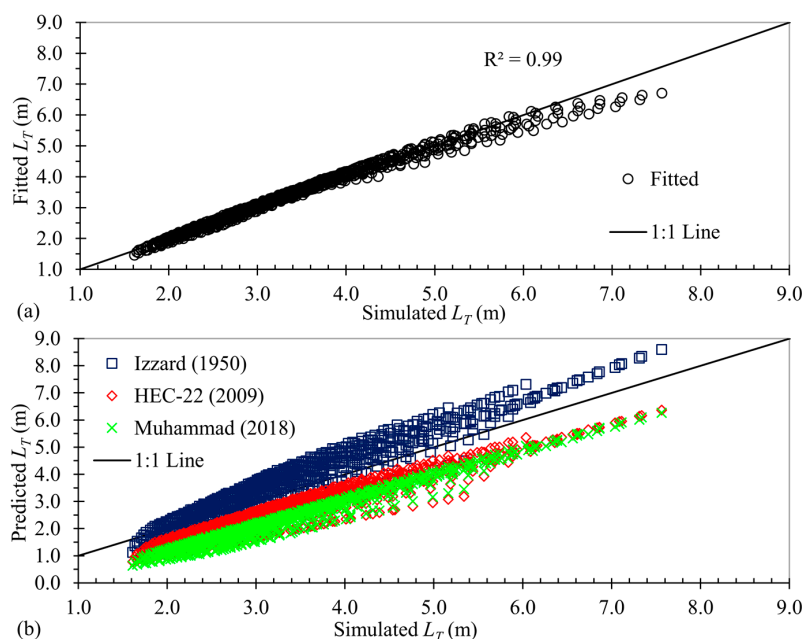 9.0
8.0
7.0
6.0
5.0
4.0
3.0
2.0
1.0
Fitted L_T (m)
R² = 0.99
Fitted
1:1 Line
1.0 2.0 3.0 4.0 5.0 6.0 7.0 8.0 9.0
(a)
Simulated L_T (m)
9.0
8.0
7.0
6.0
5.0
4.0
3.0
2.0
1.0
0.0
Predicted L_T (m)
Izzard (1950)
HEC-22 (2009)
Muhammad (2018)
1:1 Line
1.0 2.0 3.0 4.0 5.0 6.0 7.0 8.0 9.0
(b)
Simulated L_T (m)